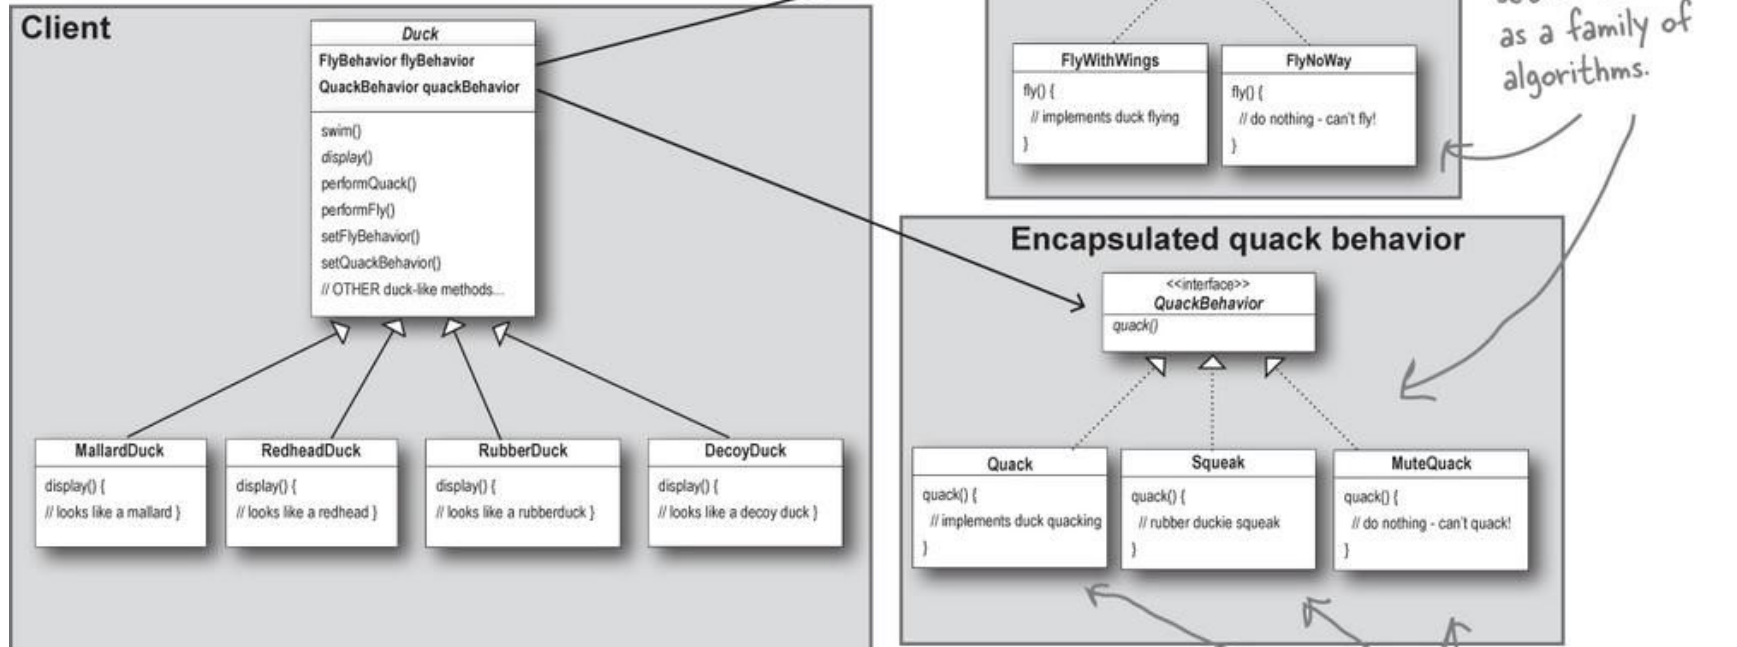 Client
Duck
FlyBehavior flyBehavior
QuackBehavior quackBehavior
swim()
display()
performQuack()
performFly()
setFlyBehavior()
setQuackBehavior()
// OTHER duck-like methods...
MallardDuck
display() {
// looks like a mallard }
RedheadDuck
display() {
// looks like a redhead }
RubberDuck
display() {
// looks like a rubberduck }
DecoyDuck
display() {
// looks like a decoy duck }
FlyWithWings
fly() {
// implements duck flying
}
FlyNoWay
fly() {
// do nothing - can't fly!
}
as a family of
algorithms.
Encapsulated quack behavior
<<interface>>
QuackBehavior
quack()
Quack
quack() {
// implements duck quacking
}
Squeak
quack() {
// rubber duckie squeak
}
MuteQuack
quack() {
// do nothing - can't quack!
}